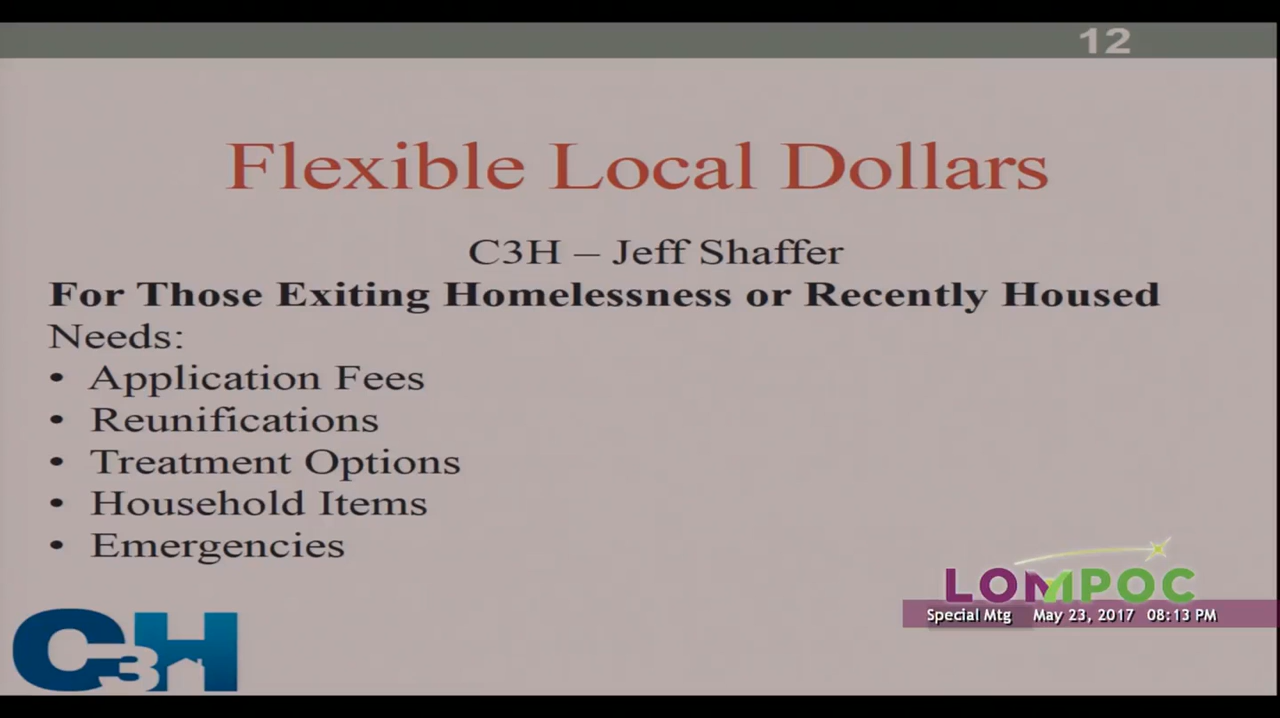 12
Flexible Local Dollars
C3H – Jeff Shaffer
For Those Exiting Homelessness or Recently Housed
Needs:
• Application Fees
• Reunifications
• Treatment Options
• Household Items
• Emergencies
LOMPOC
Special Mtg May 23, 2017 08:13 PM
C3H